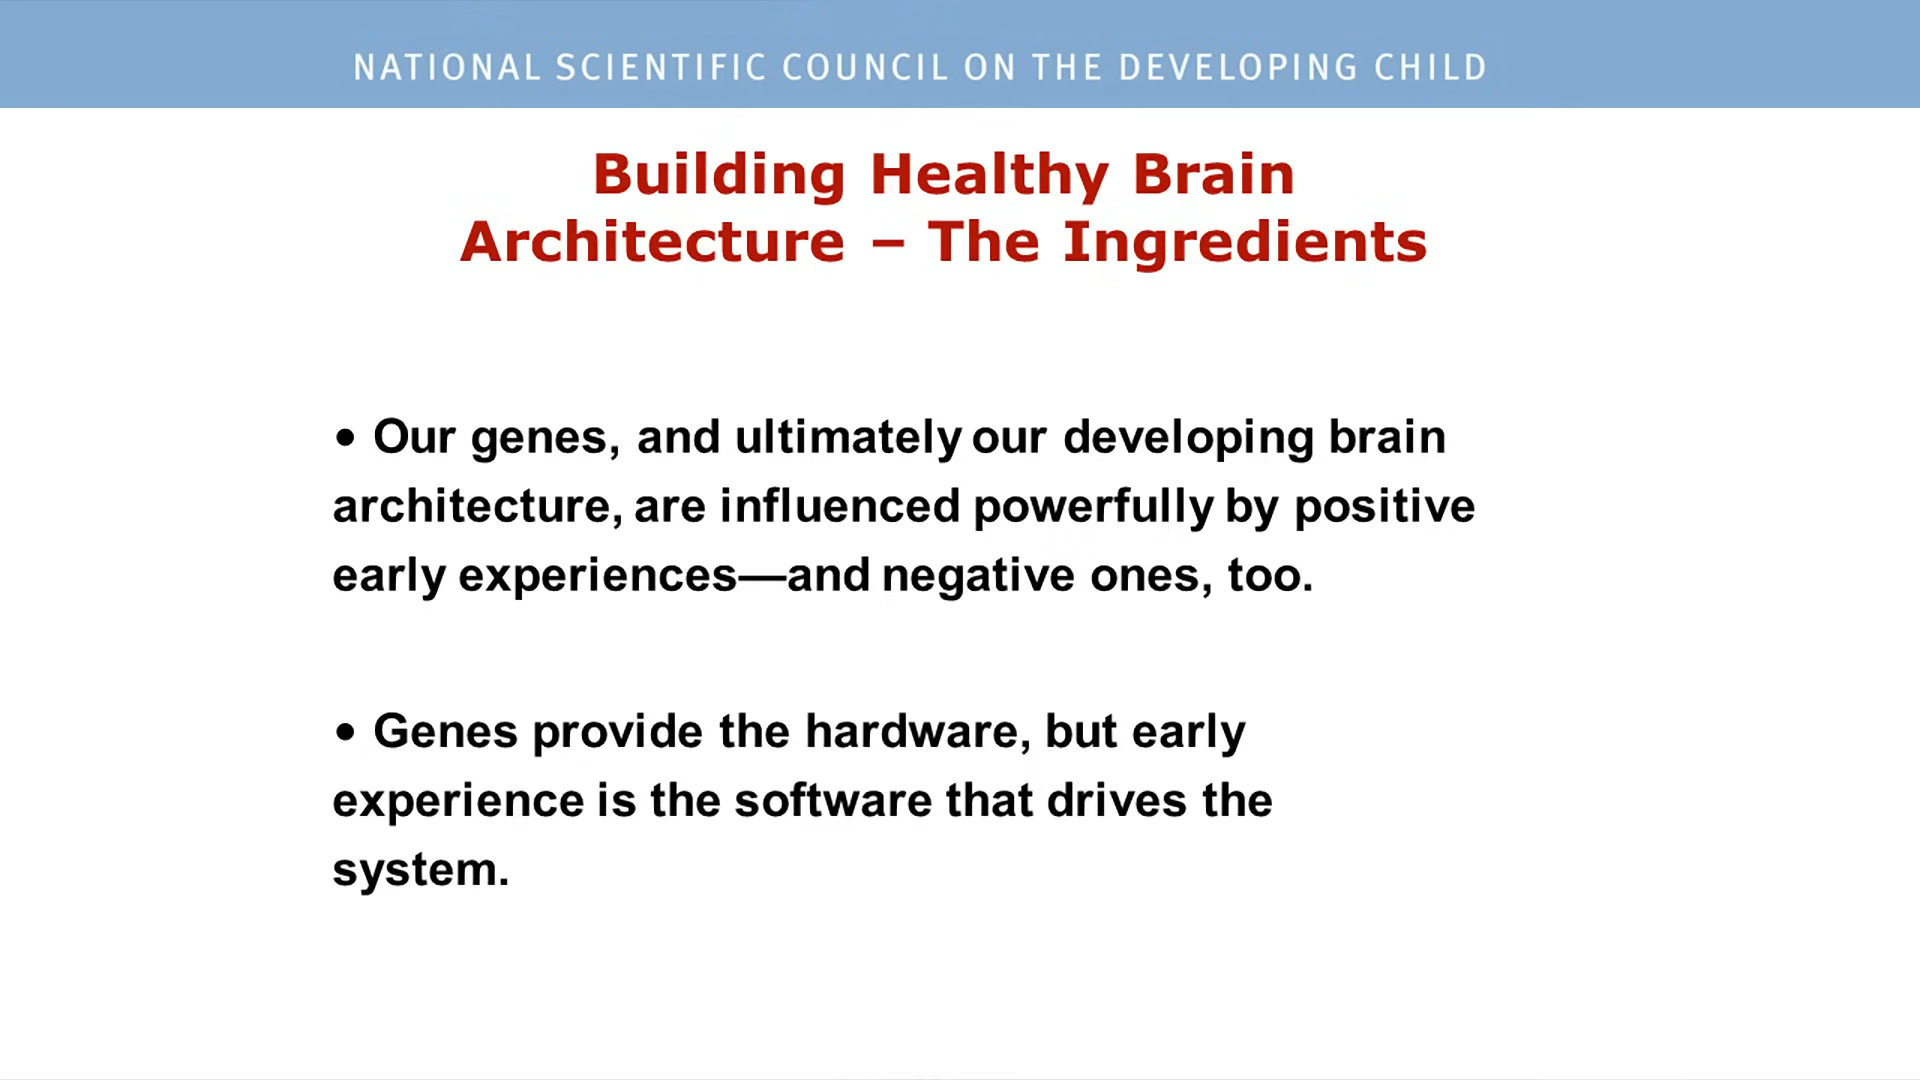 NATIONAL SCIENTIFIC COUNCIL ON THE DEVELOPING CHILD
Building Healthy Brain
Architecture – The Ingredients
• Our genes, and ultimately our developing brain
architecture, are influenced powerfully by positive
early experiences—and negative ones, too.
• Genes provide the hardware, but early
experience is the software that drives the
system.